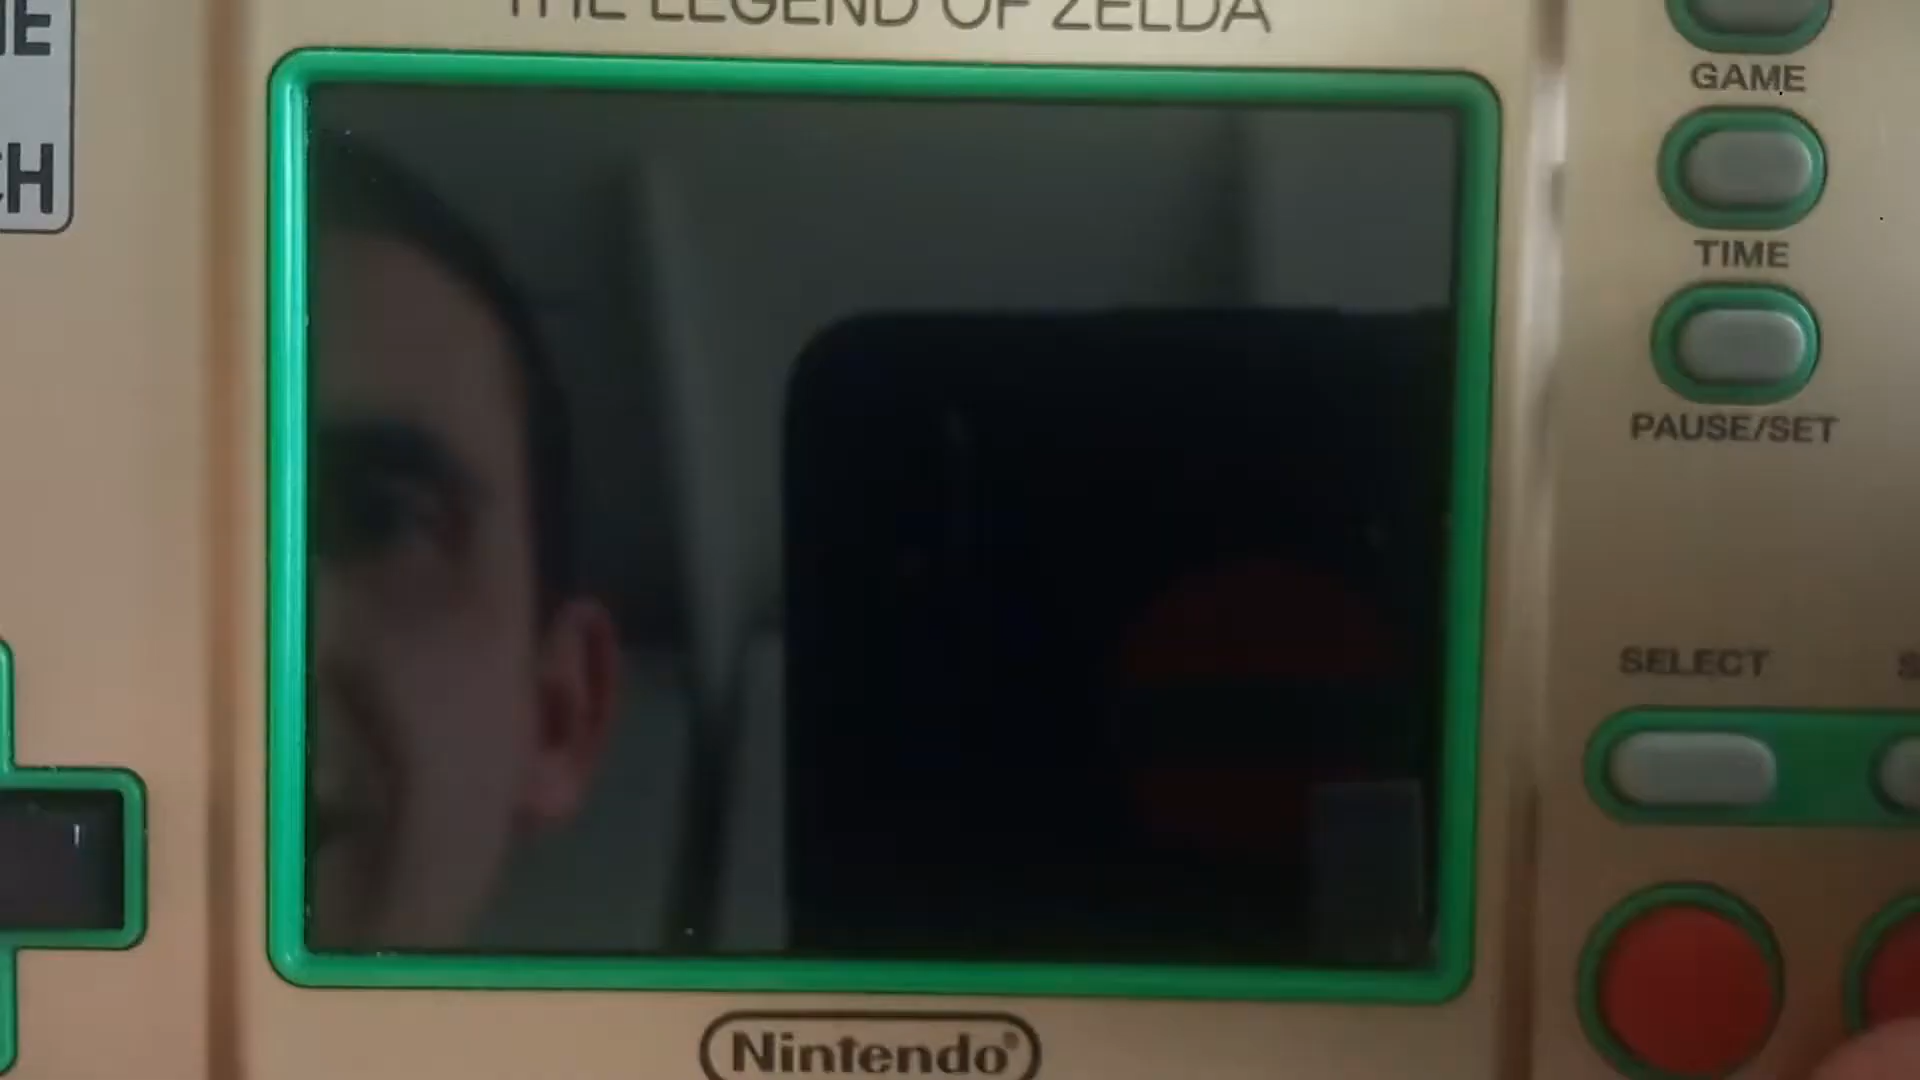 THE LEGEND OF ZELDA
GAME
TIME
PAUSE/SET
SELECT
Nintendo®